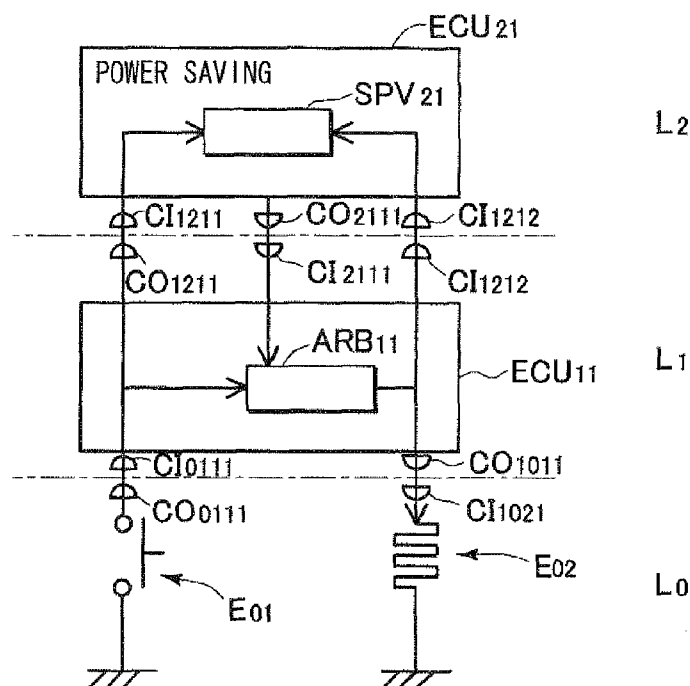 ECU21
POWER SAVING
SPV21
L2
CI1211
CO2111
CI1212
CO1211
CI2111
CI1212
ARB11
ECU11
L1
CI0111
CO1011
CO0111
CI1021
E01
E02
L0